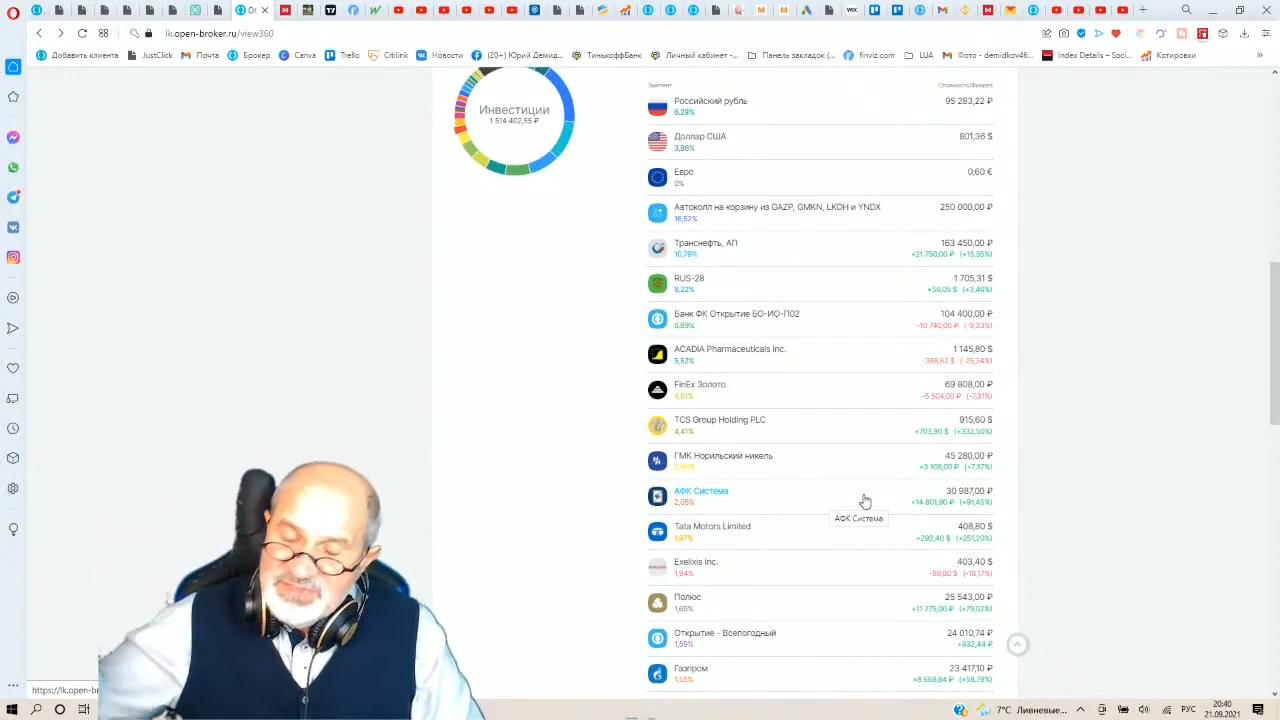 lk.open-broker.ru/view360
Добавить клиента
JustClick
Почта
Брокер
Canva
Trello
Citilink
Новости
(20+) Юрий Демид...
ТинькоффБанк
Личный кабинет -...
Панель закладок (...
finviz.com
LUA
Фото - demidkov46...
Index Details – Soci...
Котировки
»
Инвестиции
1 514 402,55 ₽
Эмитент
Стоимость/Финрез
Российский рубль 95 283,22 ₽
6,29%
Доллар США 801,36 $
3,86%
Евро 0,60 €
0%
Автоколл на корзину из GAZP, GMKN, LKOH и YNDX 250 000,00 ₽
16,52%
Транснефть, АП 163 450,00 ₽
10,79% +21 750,00 ₽ (+15,35%)
RUS-28 1 705,31 $
8,22% +56,05 $ (+3,46%)
Банк ФК Открытие БО-ИО-П02 104 400,00 ₽
6,89% -10 740,00 ₽ (-9,33%)
ACADIA Pharmaceuticals Inc. 1 145,80 $
5,52% -388,62 $ (-25,34%)
FinEx Золото 69 808,00 ₽
4,61% -5 504,00 ₽ (-7,31%)
TCS Group Holding PLC 915,60 $
4,41% +703,90 $ (+332,50%)
ГМК Норильский никель 45 280,00 ₽
+3 108,00 ₽ (+7,37%)
АФК Система 30 987,00 ₽
2,05% +14 801,90 ₽ (+91,45%)
АФК Система
Tata Motors Limited 408,80 $
1,97% +292,40 $ (+251,20%)
Exelixis Inc. 403,40 $
1,94% -89,60 $ (-18,17%)
Полюс 25 543,00 ₽
1,69% +11 275,00 ₽ (+79,02%)
Открытие - Всепогодный 24 010,74 ₽
1,59% +932,44 ₽
Газпром 23 417,10 ₽
1,55% +8 668,84 ₽ (+58,78%)
https://lk.open-br
7°C Ливневые...
РУС
20:40
21.09.2021